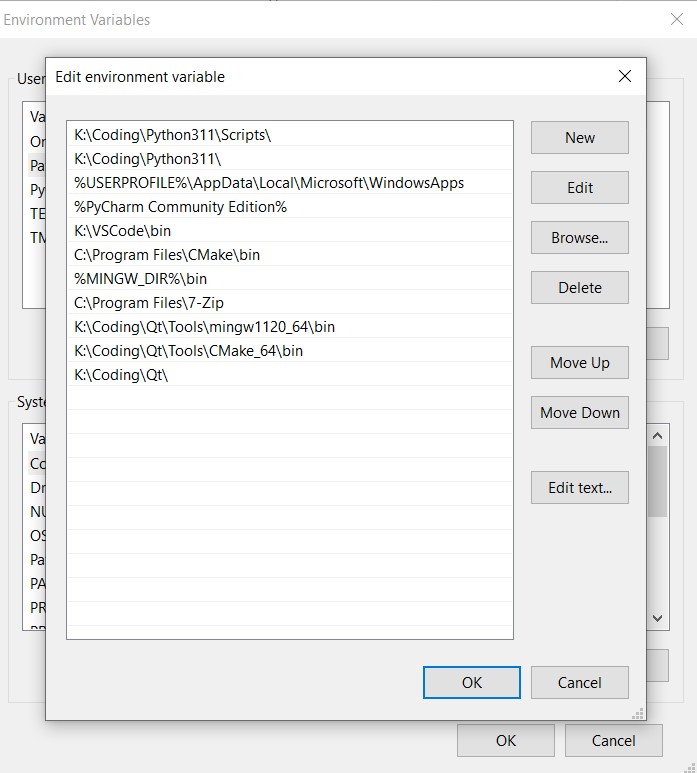 Environment Variables
Edit environment variable
User
Va
On
Pa
Py
TE
TM
K:\Coding\Python311\Scripts\
K:\Coding\Python311\
%USERPROFILE%\AppData\Local\Microsoft\WindowsApps
%PyCharm Community Edition%
K:\VSCode\bin
C:\Program Files\CMake\bin
%MINGW_DIR%\bin
C:\Program Files\7-Zip
K:\Coding\Qt\Tools\mingw1120_64\bin
K:\Coding\Qt\Tools\CMake_64\bin
K:\Coding\Qt\
New
Edit
Browse...
Delete
Move Up
Move Down
Edit text...
Syste
Va
Co
Dr
NU
OS
Pa
PA
PR
OK
Cancel
OK
Cancel